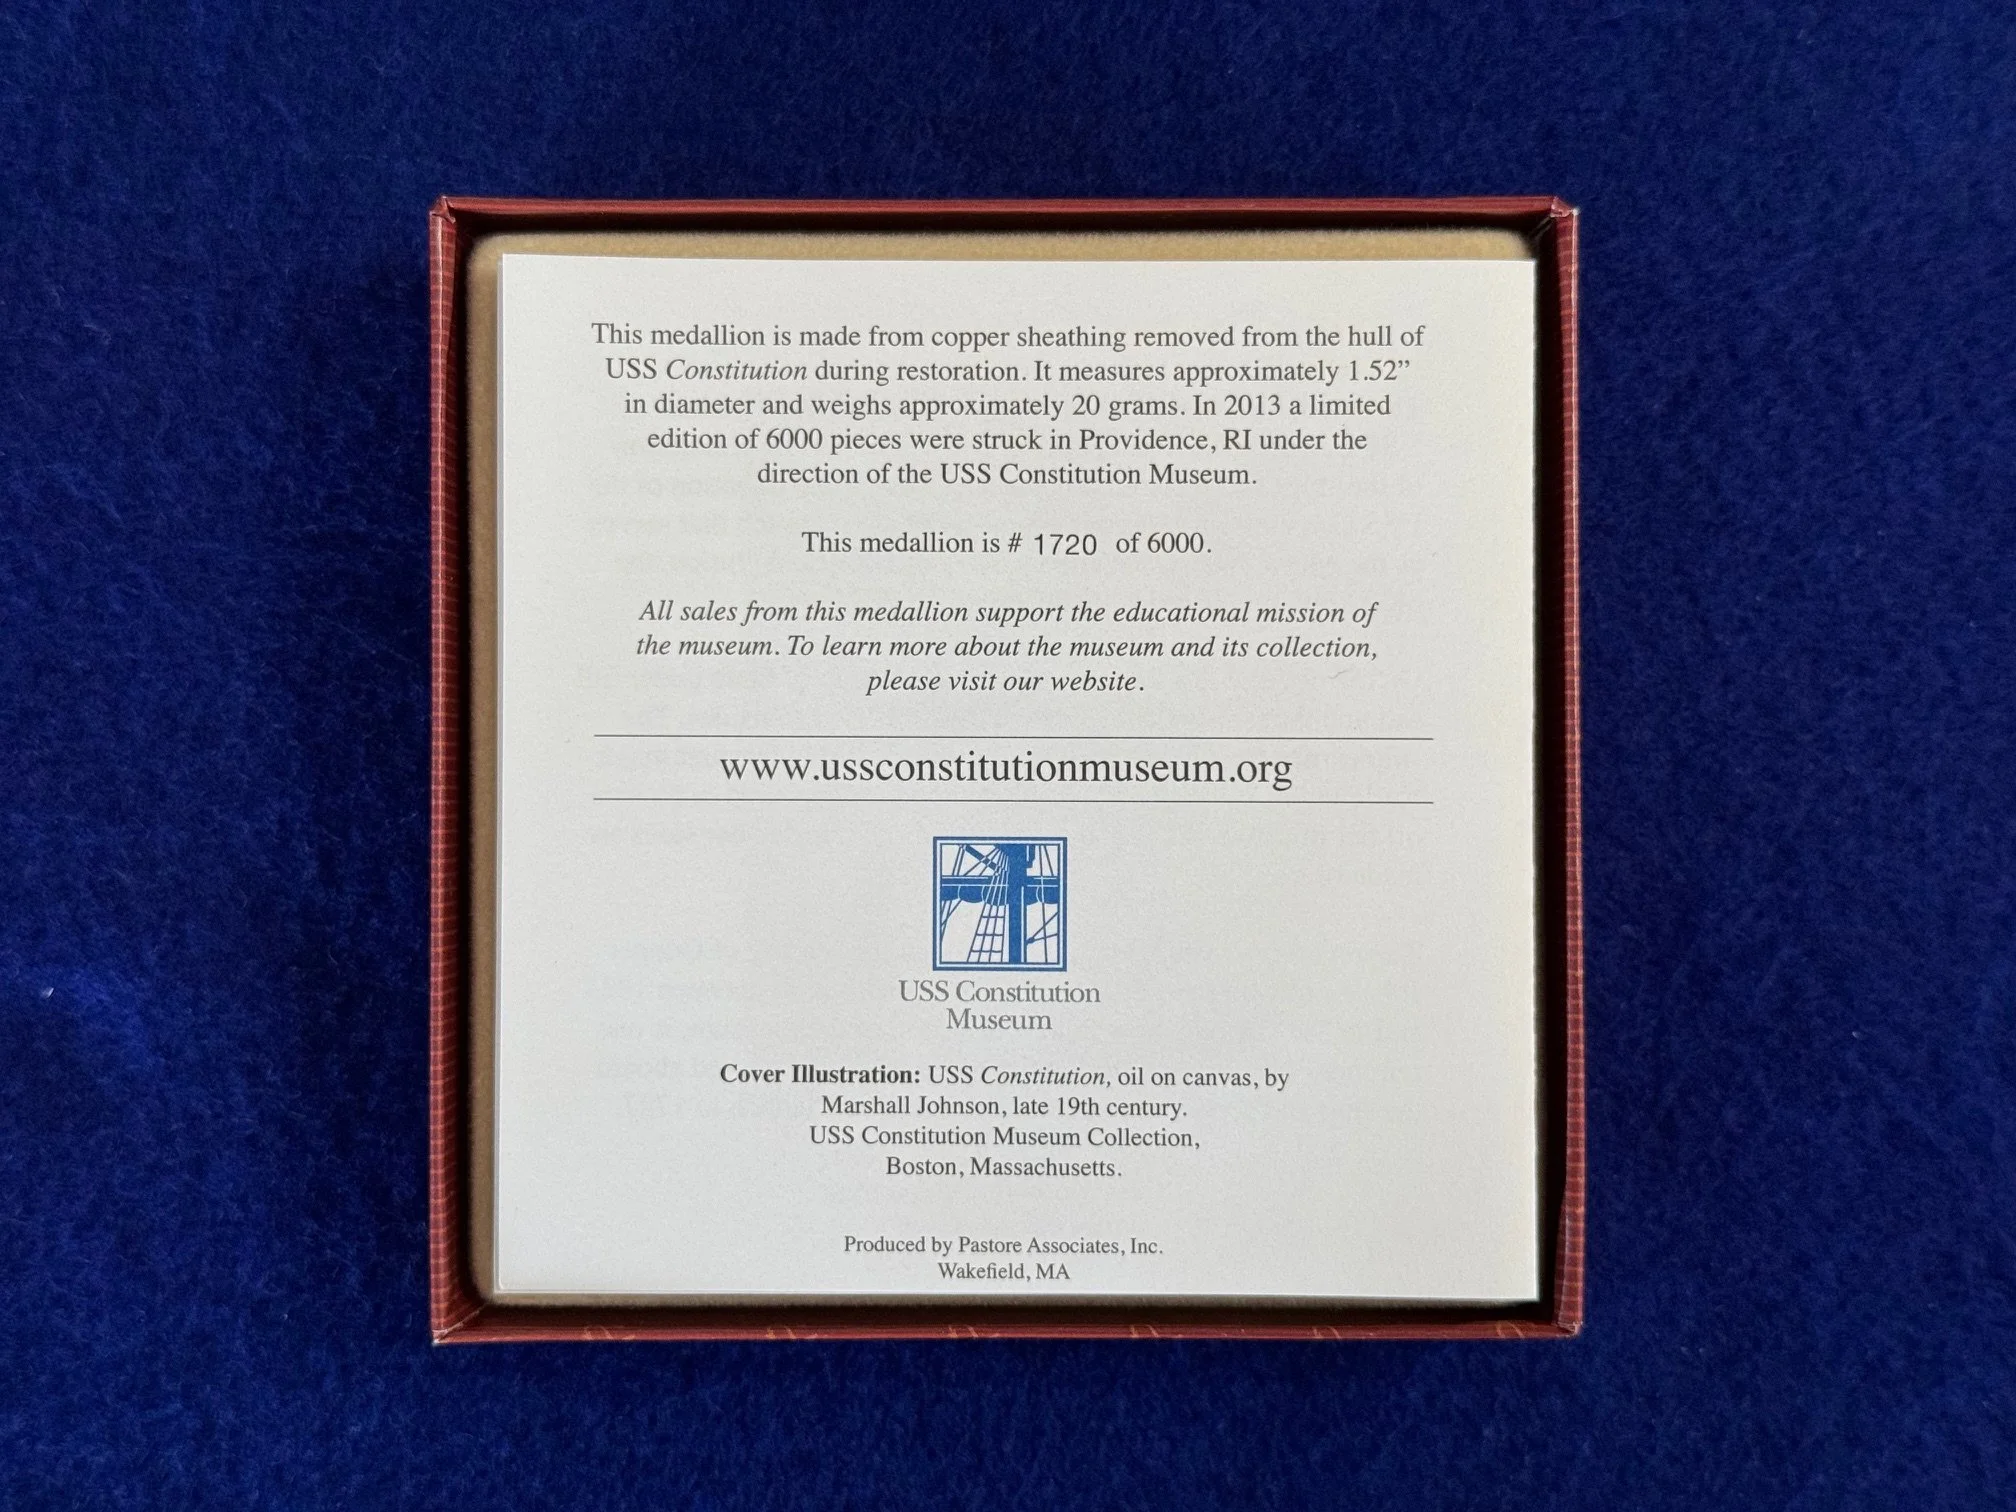 This medallion is made from copper sheathing removed from the hull of
USS Constitution during restoration. It measures approximately 1.52”
in diameter and weighs approximately 20 grams. In 2013 a limited
edition of 6000 pieces were struck in Providence, RI under the
direction of the USS Constitution Museum.
This medallion is # 1720 of 6000.
All sales from this medallion support the educational mission of
the museum. To learn more about the museum and its collection,
please visit our website.
www.ussconstitutionmuseum.org
USS Constitution
Museum
Cover Illustration: USS Constitution, oil on canvas, by
Marshall Johnson, late 19th century.
USS Constitution Museum Collection,
Boston, Massachusetts.
Produced by Pastore Associates, Inc.
Wakefield, MA